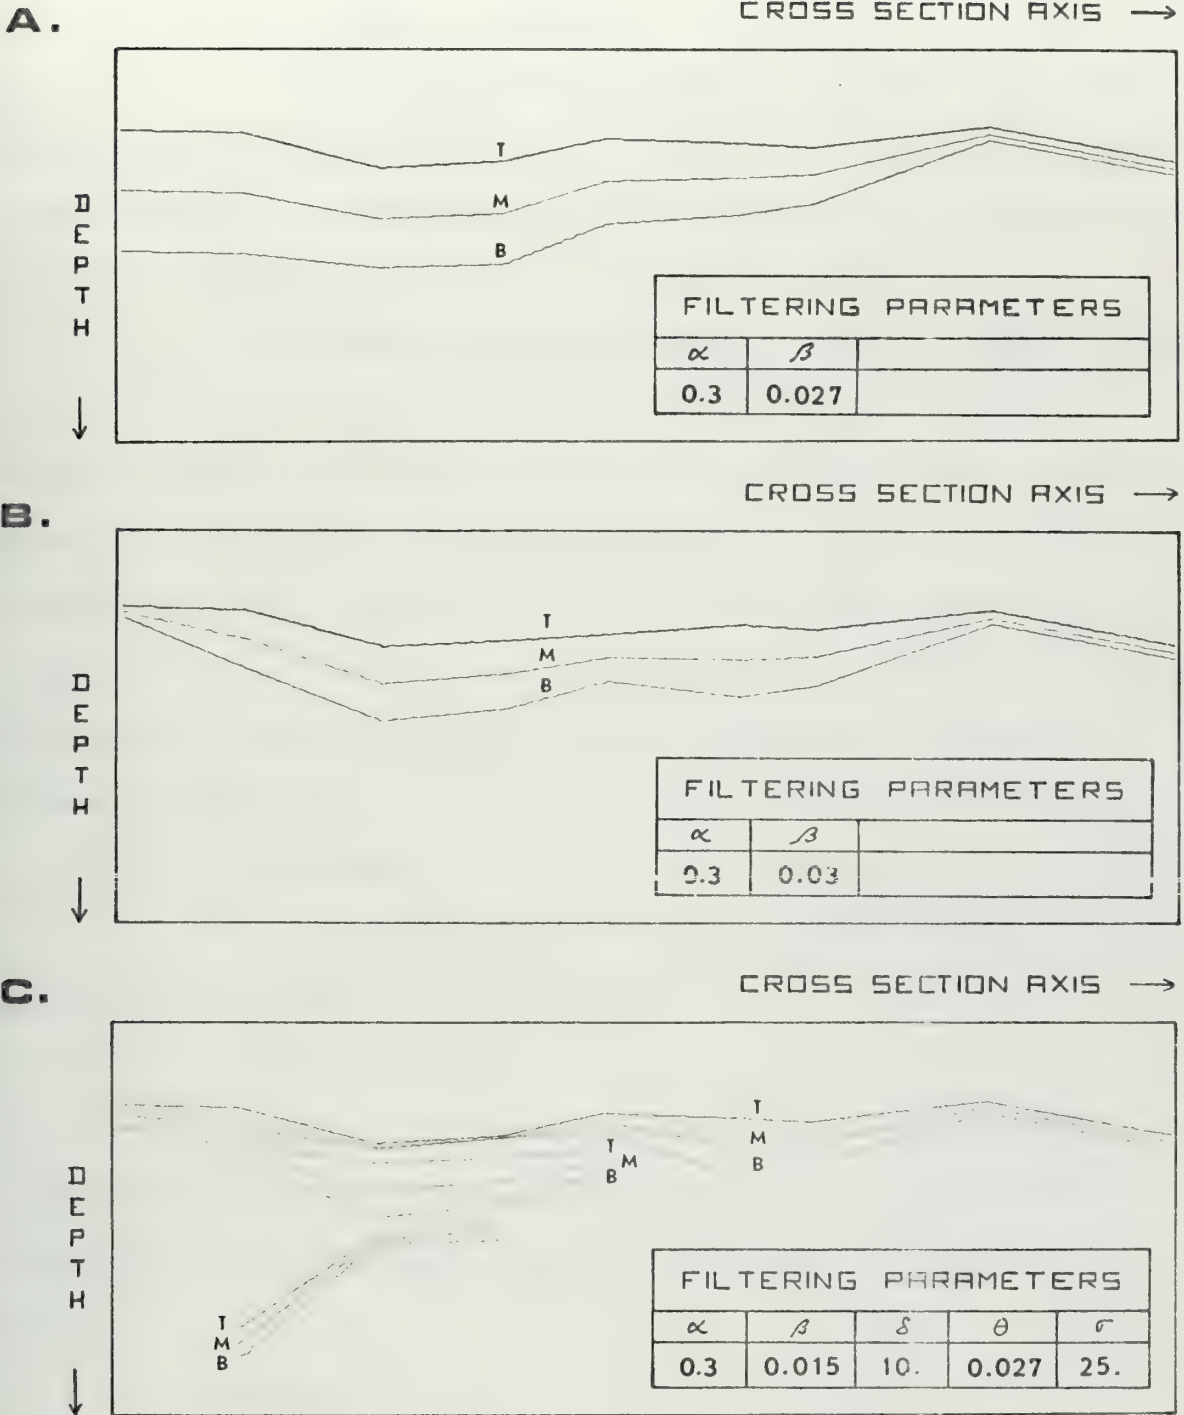 A.
CROSS SECTION AXIS →
DEPTH
↓
T
M
B
FILTERING PARAMETERS
α β
0.3 0.027
B.
CROSS SECTION AXIS →
DEPTH
↓
T
M
B
FILTERING PARAMETERS
α β
0.3 0.03
C.
CROSS SECTION AXIS →
DEPTH
↓
T
M
B
T
M
B
T
M
B
FILTERING PARAMETERS
α β δ θ σ
0.3 0.015 10. 0.027 25.